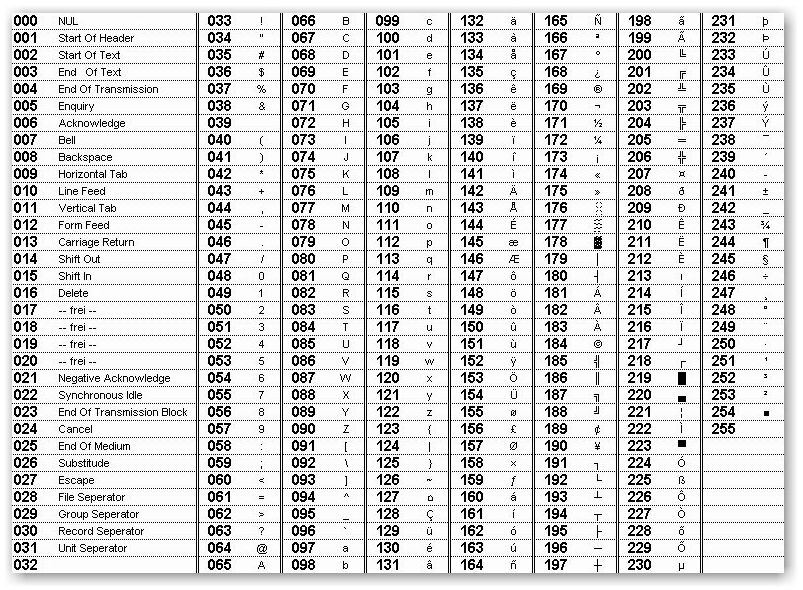 000 NUL 033 ! 066 B 099 c 132 ä 165 Ñ 198 ã 231 þ
001 Start Of Header 034 " 067 C 100 d 133 à 166 ª 199 Ã 232 Þ
002 Start Of Text 035 # 068 D 101 e 134 å 167 º 200 ╚ 233 Ú
003 End Of Text 036 $ 069 E 102 f 135 ç 168 ¿ 201 ╔ 234 Û
004 End Of Transmission 037 % 070 F 103 g 136 ê 169 ® 202 ╩ 235 Ù
005 Enquiry 038 & 071 G 104 h 137 ë 170 ¬ 203 ╦ 236 ý
006 Acknowledge 039 072 H 105 i 138 è 171 ½ 204 ╠ 237 Ý
007 Bell 040 ( 073 I 106 j 139 ï 172 ¼ 205 ═ 238 ¯
008 Backspace 041 ) 074 J 107 k 140 î 173 ¡ 206 ╬ 239 ´
009 Horizontal Tab 042 * 075 K 108 l 141 ì 174 « 207 ¤ 240 -
010 Line Feed 043 + 076 L 109 m 142 Ä 175 » 208 ð 241 ±
011 Vertical Tab 044 , 077 M 110 n 143 Å 176 ░ 209 Ð 242 _
012 Form Feed 045 - 078 N 111 o 144 É 177 ▒ 210 Ê 243 ¾
013 Carriage Return 046 . 079 O 112 p 145 æ 178 ▓ 211 Ë 244 ¶
014 Shift Out 047 / 080 P 113 q 146 Æ 179 │ 212 È 245 §
015 Shift In 048 0 081 Q 114 r 147 ô 180 ┤ 213 ı 246 ÷
016 Delete 049 1 082 R 115 s 148 ö 181 Á 214 Í 247 ¸
017 -- frei -- 050 2 083 S 116 t 149 ò 182 Â 215 Î 248 °
018 -- frei -- 051 3 084 T 117 u 150 û 183 À 216 Ï 249 ¨
019 -- frei -- 052 4 085 U 118 v 151 ù 184 © 217 ┘ 250 ·
020 -- frei -- 053 5 086 V 119 w 152 ÿ 185 ╣ 218 ┌ 251 ¹
021 Negative Acknowledge 054 6 087 W 120 x 153 Ö 186 ║ 219 █ 252 ³
022 Synchronous Idle 055 7 088 X 121 y 154 Ü 187 ╗ 220 ▄ 253 ²
023 End Of Transmission Block 056 8 089 Y 122 z 155 ø 188 ╝ 221 ¦ 254 ■
024 Cancel 057 9 090 Z 123 { 156 £ 189 ¢ 222 Ì 255
025 End Of Medium 058 : 091 [ 124 | 157 Ø 190 ¥ 223 ▀
026 Substitude 059 ; 092 \ 125 } 158 × 191 ┐ 224 Ó
027 Escape 060 < 093 ] 126 ~ 159 ƒ 192 └ 225 ß
028 File Seperator 061 = 094 ^ 127 ⌂ 160 á 193 ┴ 226 Ô
029 Group Seperator 062 > 095 _ 128 Ç 161 í 194 ┬ 227 Ò
030 Record Seperator 063 ? 096 ` 129 ü 162 ó 195 ├ 228 õ
031 Unit Seperator 064 @ 097 a 130 é 163 ú 196 ─ 229 Õ
032 065 A 098 b 131 â 164 ñ 197 ┼ 230 µ